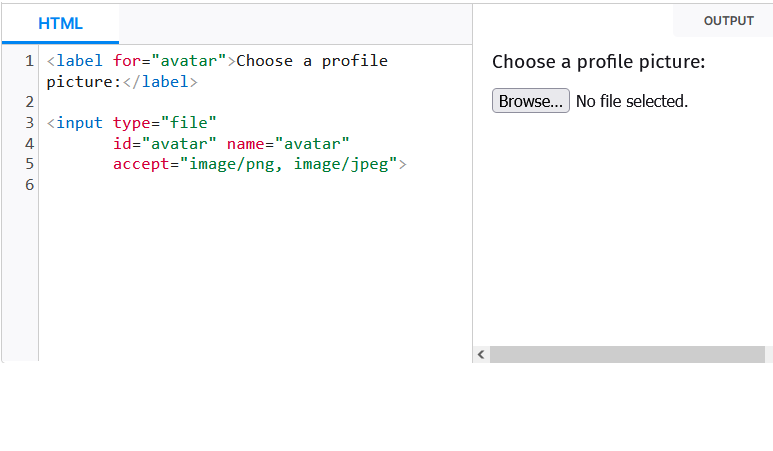 HTML
OUTPUT
1 <label for="avatar">Choose a profile
picture:</label>
2
3 <input type="file"
4 id="avatar" name="avatar"
5 accept="image/png, image/jpeg">
6
Choose a profile picture:
Browse... No file selected.